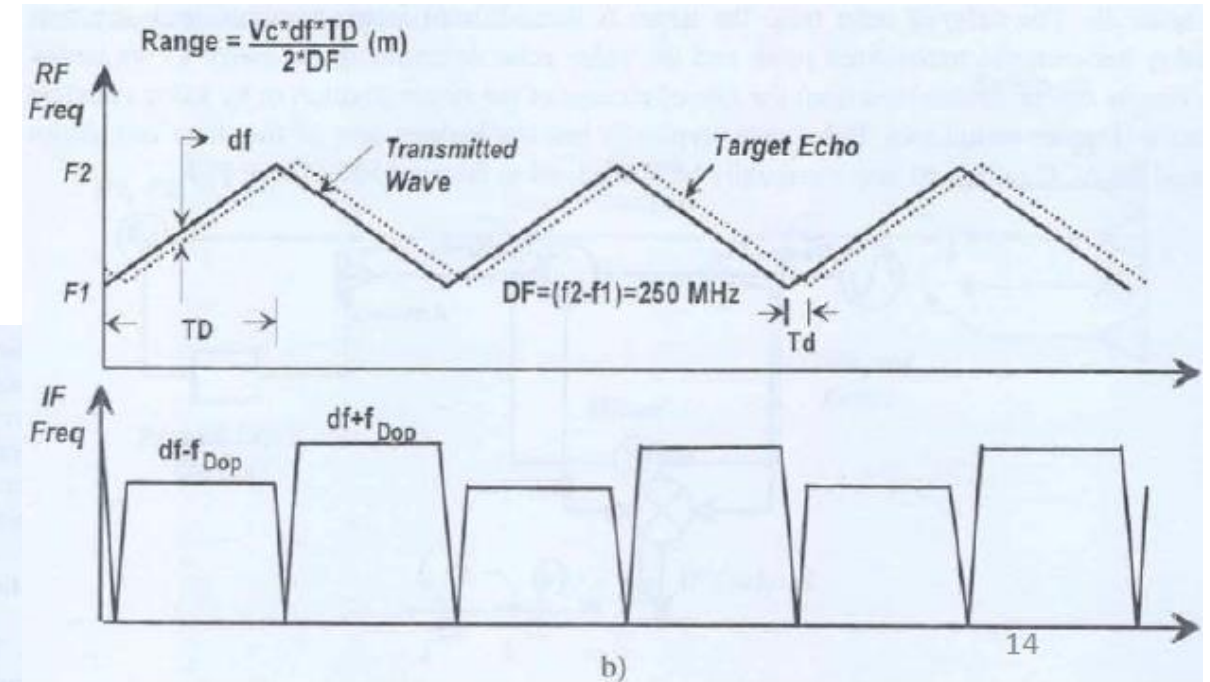 Range = Vc*df*TD (m)
2*DF
RF
Freq
df
Transmitted
Wave
Target Echo
F2
F1
TD
DF=(f2-f1)=250 MHz
Td
IF
Freq
df-fDop
df+fDop
14
b)